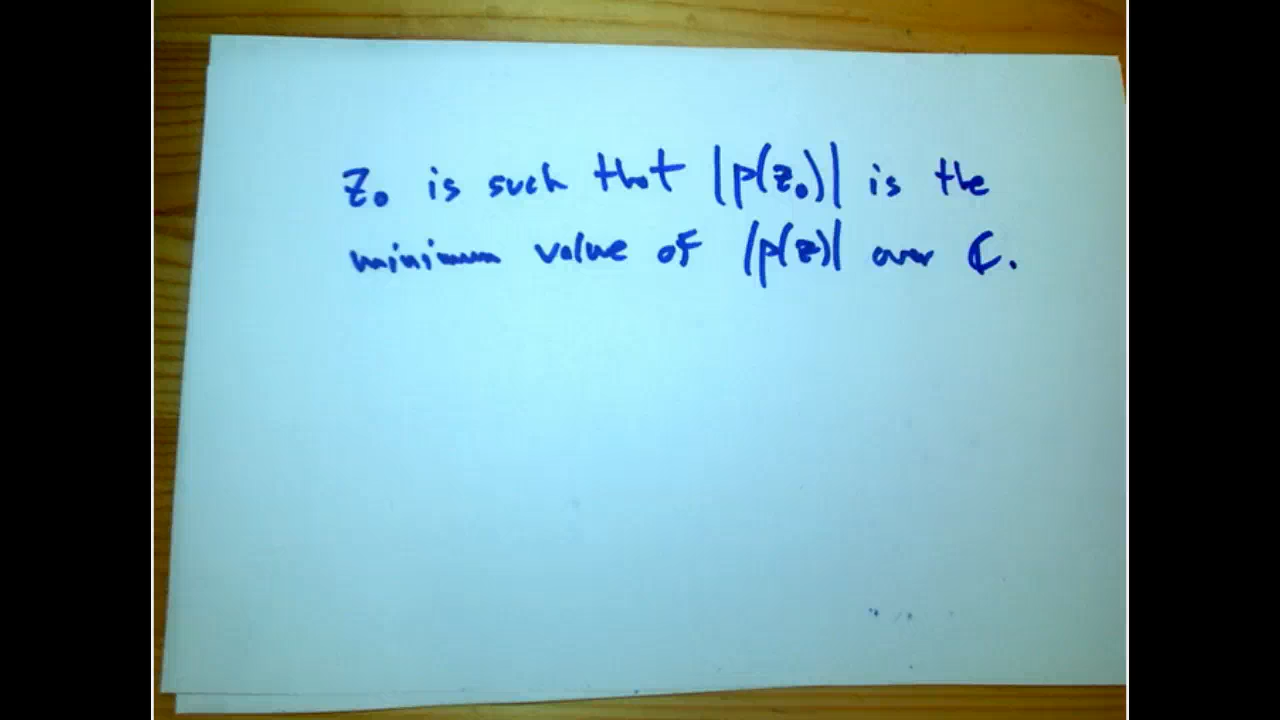 z₀ is such that |p(z₀)| is the
minimum value of |p(z)| over ℂ.